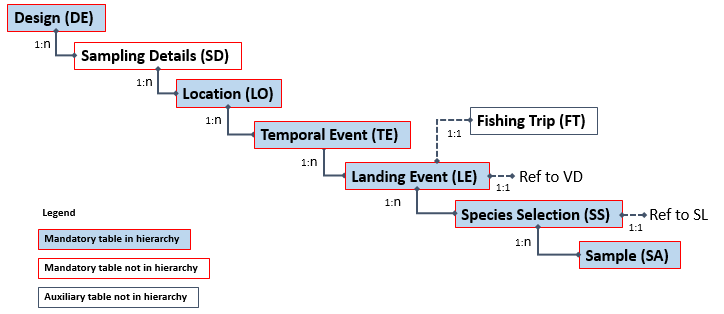 Design (DE)
1:n
Sampling Details (SD)
1:n
Location (LO)
1:n
Temporal Event (TE)
Fishing Trip (FT)
1:1
1:n
Landing Event (LE)
Ref to VD
1:1
1:n
Species Selection (SS)
Ref to SL
1:1
1:n
Sample (SA)
Legend
Mandatory table in hierarchy
Mandatory table not in hierarchy
Auxiliary table not in hierarchy